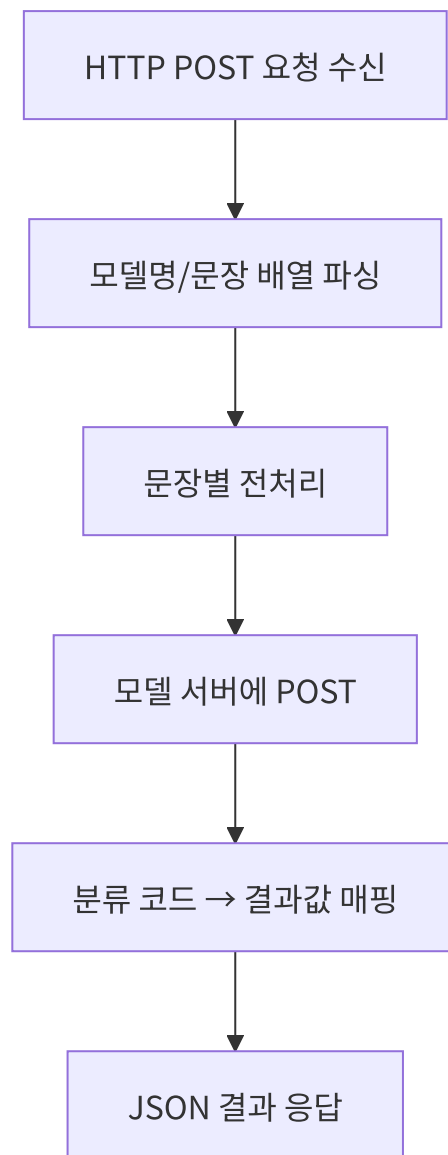 HTTP POST 요청 수신
모델명/문장 배열 파싱
문장별 전처리
모델 서버에 POST
분류 코드 → 결과값 매핑
JSON 결과 응답